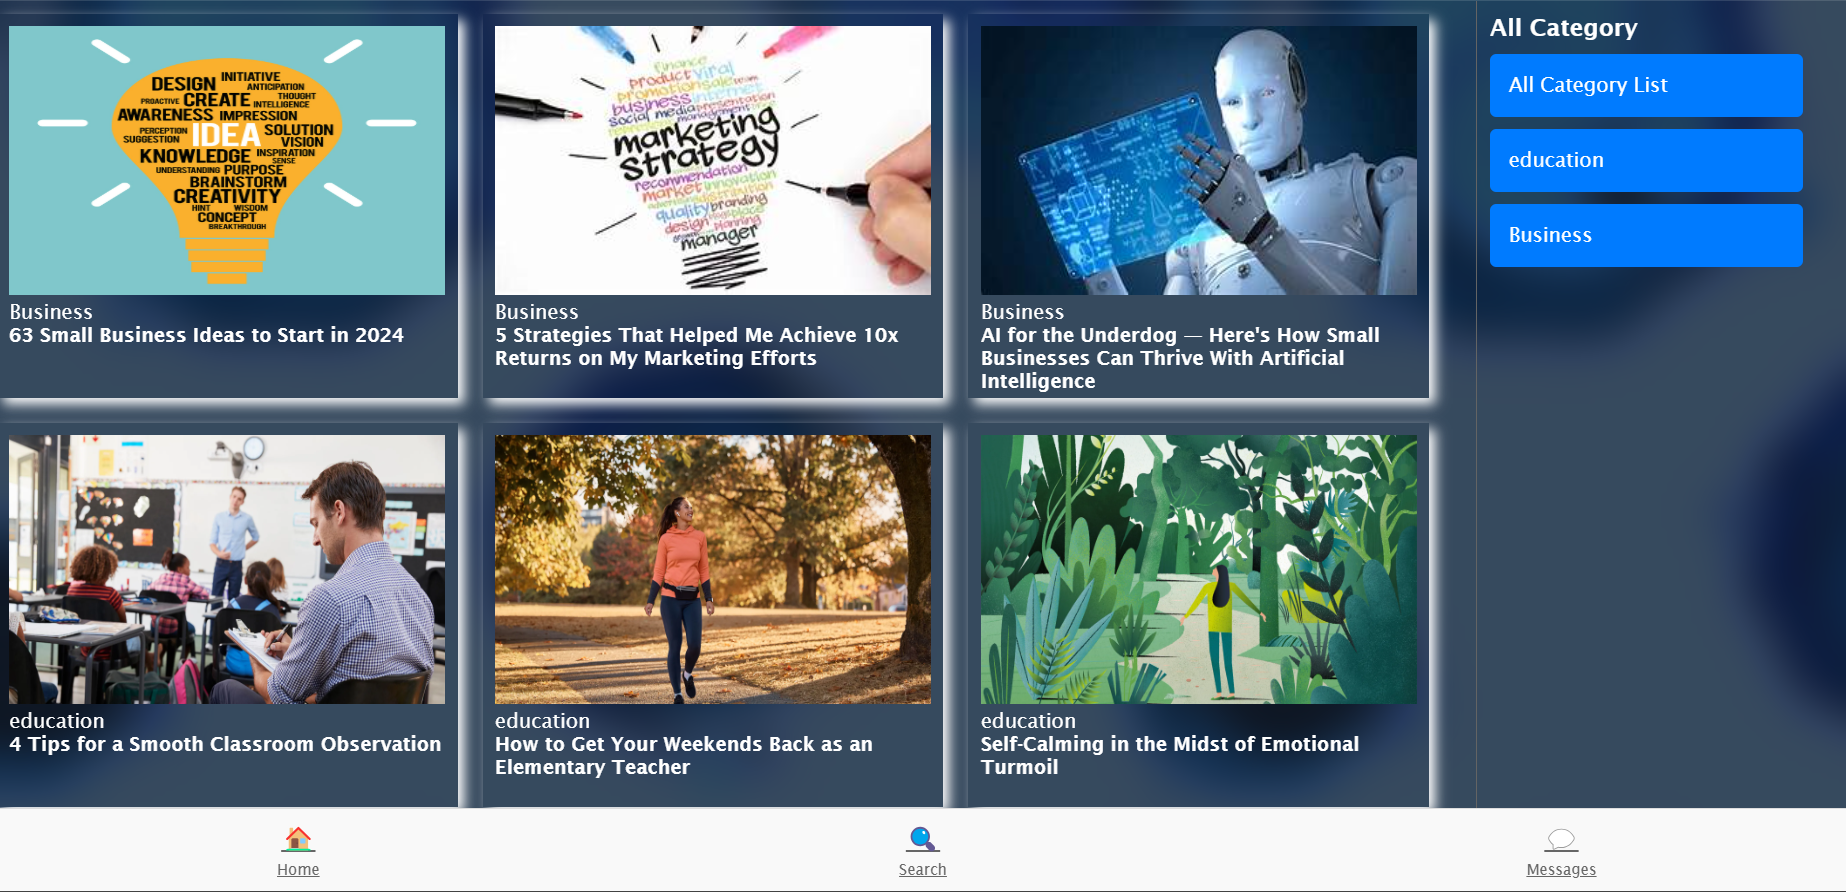 DESIGN INITIATIVE
ANTICIPATION
PROACTIVE CREATE THOUGHT
INTELLIGENCE
AWARENESS IMPRESSION
PERCEPTION IDEA SOLUTION
SUGGESTION VISION
KNOWLEDGE INSPIRATION
SENSE
UNDERSTANDING PURPOSE
BRAINSTORM
CREATIVITY
HINT WISDOM
CONCEPT
BREAKTHROUGH
Business
63 Small Business Ideas to Start in 2024
finance
product viral
promotion sale team
business internet
social media presentation
management
marketing
strategy
recommendation
market innovation
advertising distribution
quality branding
place
design planning
manager
Business
5 Strategies That Helped Me Achieve 10x
Returns on My Marketing Efforts
Business
AI for the Underdog — Here's How Small
Businesses Can Thrive With Artificial
Intelligence
education
4 Tips for a Smooth Classroom Observation
education
How to Get Your Weekends Back as an
Elementary Teacher
education
Self-Calming in the Midst of Emotional
Turmoil
All Category
All Category List
education
Business
Home
Search
Messages